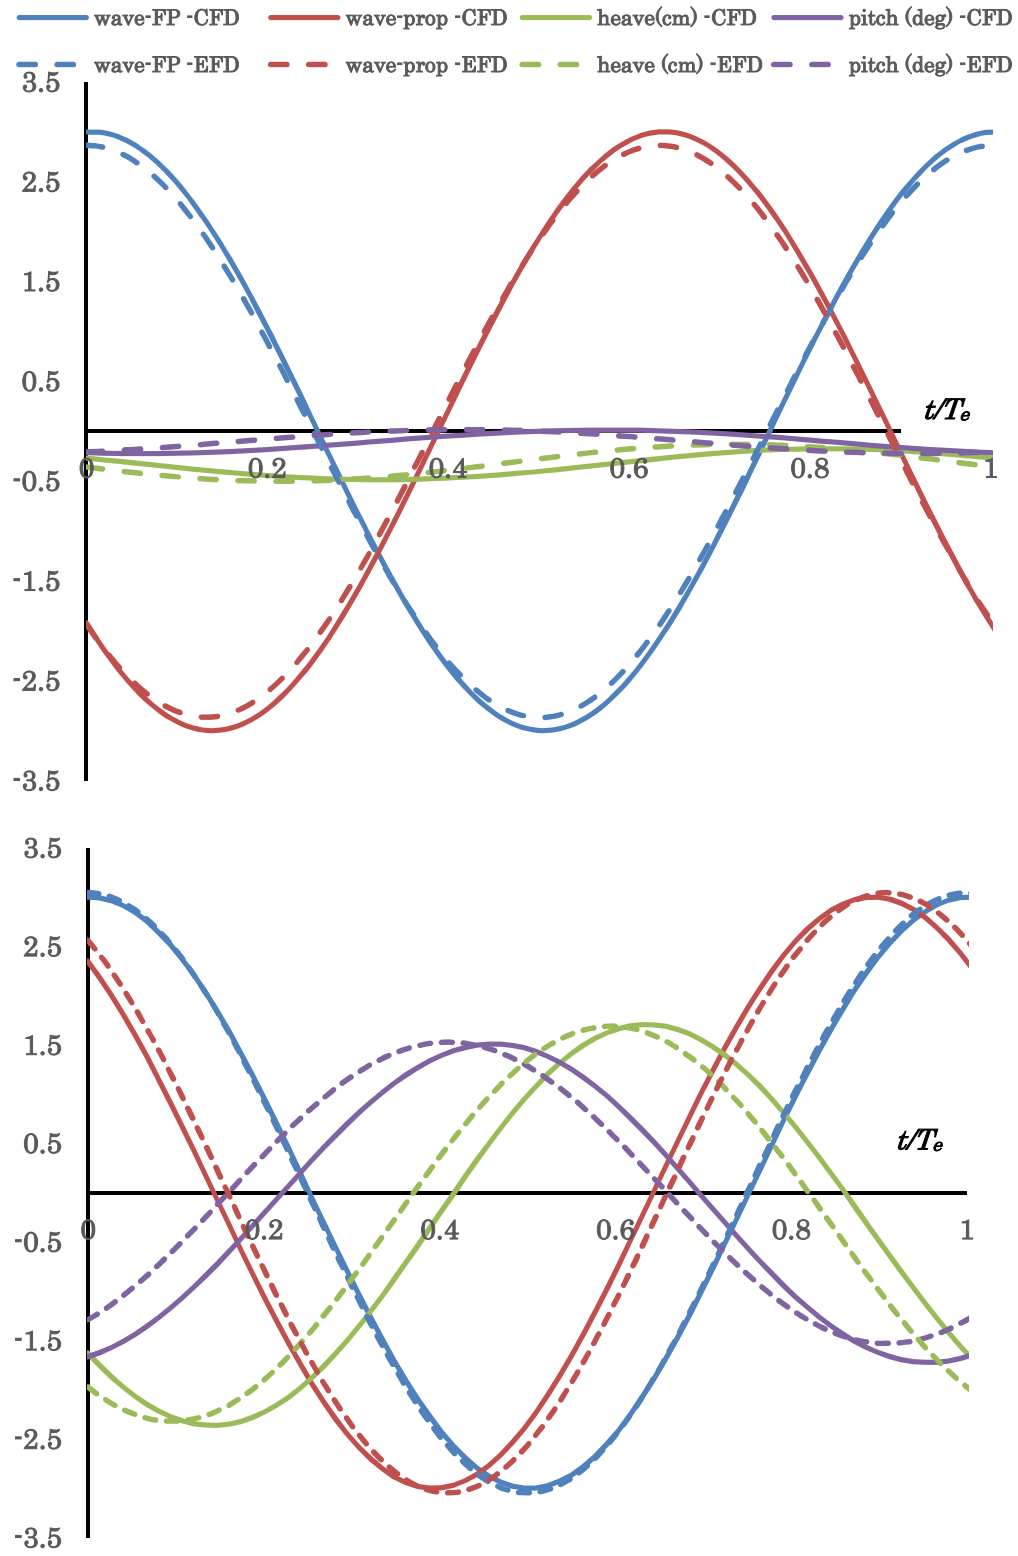 wave-FP -CFD wave-prop -CFD heave(cm) -CFD pitch (deg) -CFD
wave-FP -EFD wave-prop -EFD heave (cm) -EFD pitch (deg) -EFD
3.5
2.5
1.5
0.5
t/Te
0 0.2 0.4 0.6 0.8 1
-0.5
-1.5
-2.5
-3.5
3.5
2.5
1.5
0.5
t/Te
0 0.2 0.4 0.6 0.8 1
-0.5
-1.5
-2.5
-3.5